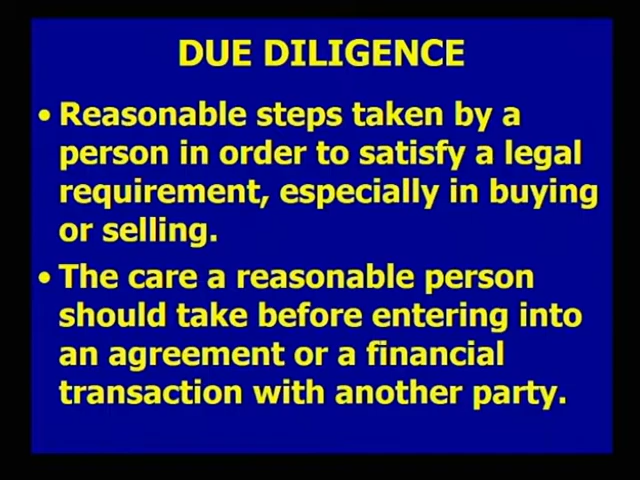 DUE DILIGENCE
• Reasonable steps taken by a
person in order to satisfy a legal
requirement, especially in buying
or selling.
• The care a reasonable person
should take before entering into
an agreement or a financial
transaction with another party.